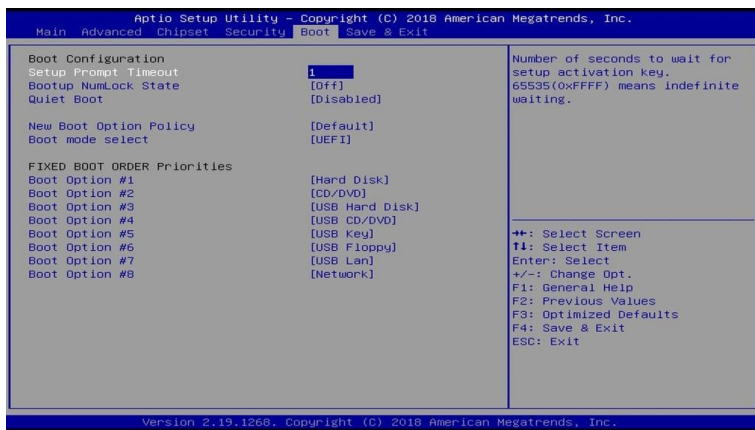 Aptio Setup Utility – Copyright (C) 2018 American Megatrends, Inc.
Main Advanced Chipset Security Boot Save & Exit
Boot Configuration
Setup Prompt Timeout 1
Bootup NumLock State [Off]
Quiet Boot [Disabled]
New Boot Option Policy [Default]
Boot mode select [UEFI]
FIXED BOOT ORDER Priorities
Boot Option #1 [Hard Disk]
Boot Option #2 [CD/DVD]
Boot Option #3 [USB Hard Disk]
Boot Option #4 [USB CD/DVD]
Boot Option #5 [USB Key]
Boot Option #6 [USB Floppy]
Boot Option #7 [USB Lan]
Boot Option #8 [Network]
Number of seconds to wait for
setup activation key.
65535(0xFFFF) means indefinite
waiting.
→←: Select Screen
↑↓: Select Item
Enter: Select
+/-: Change Opt.
F1: General Help
F2: Previous Values
F3: Optimized Defaults
F4: Save & Exit
ESC: Exit
Version 2.19.1268. Copyright (C) 2018 American Megatrends, Inc.